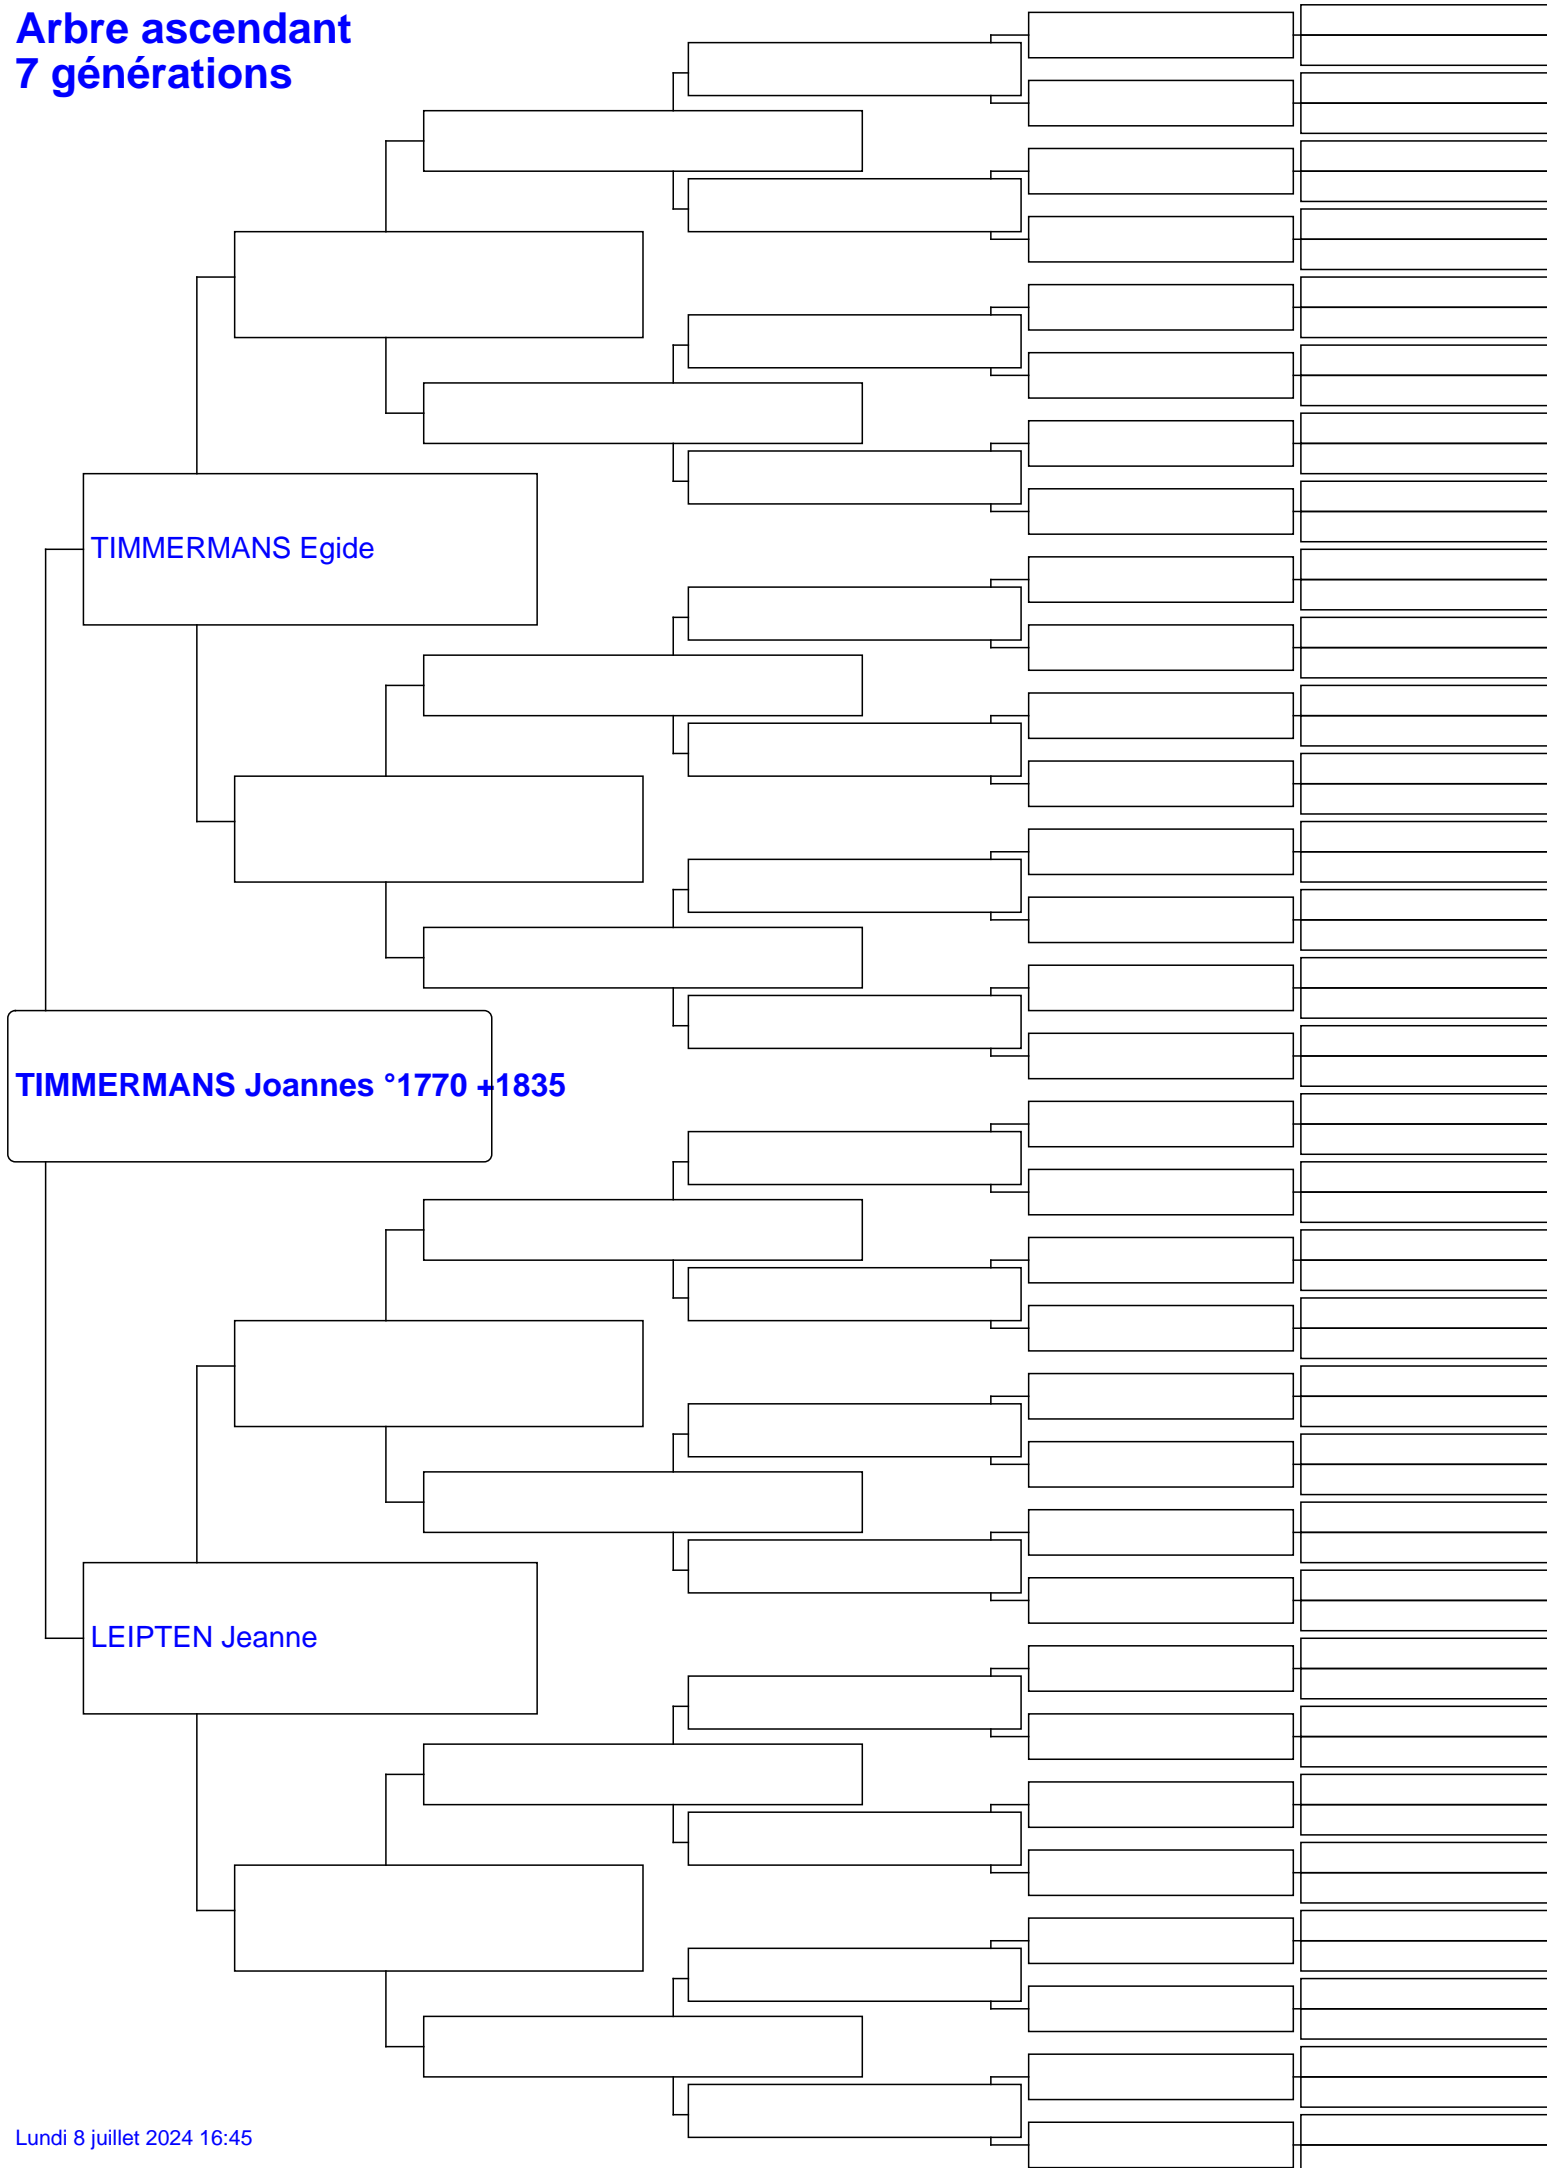 Arbre ascendant
7 générations
TIMMERMANS Egide
TIMMERMANS Joannes °1770 +1835
LEIPTEN Jeanne
Lundi 8 juillet 2024 16:45